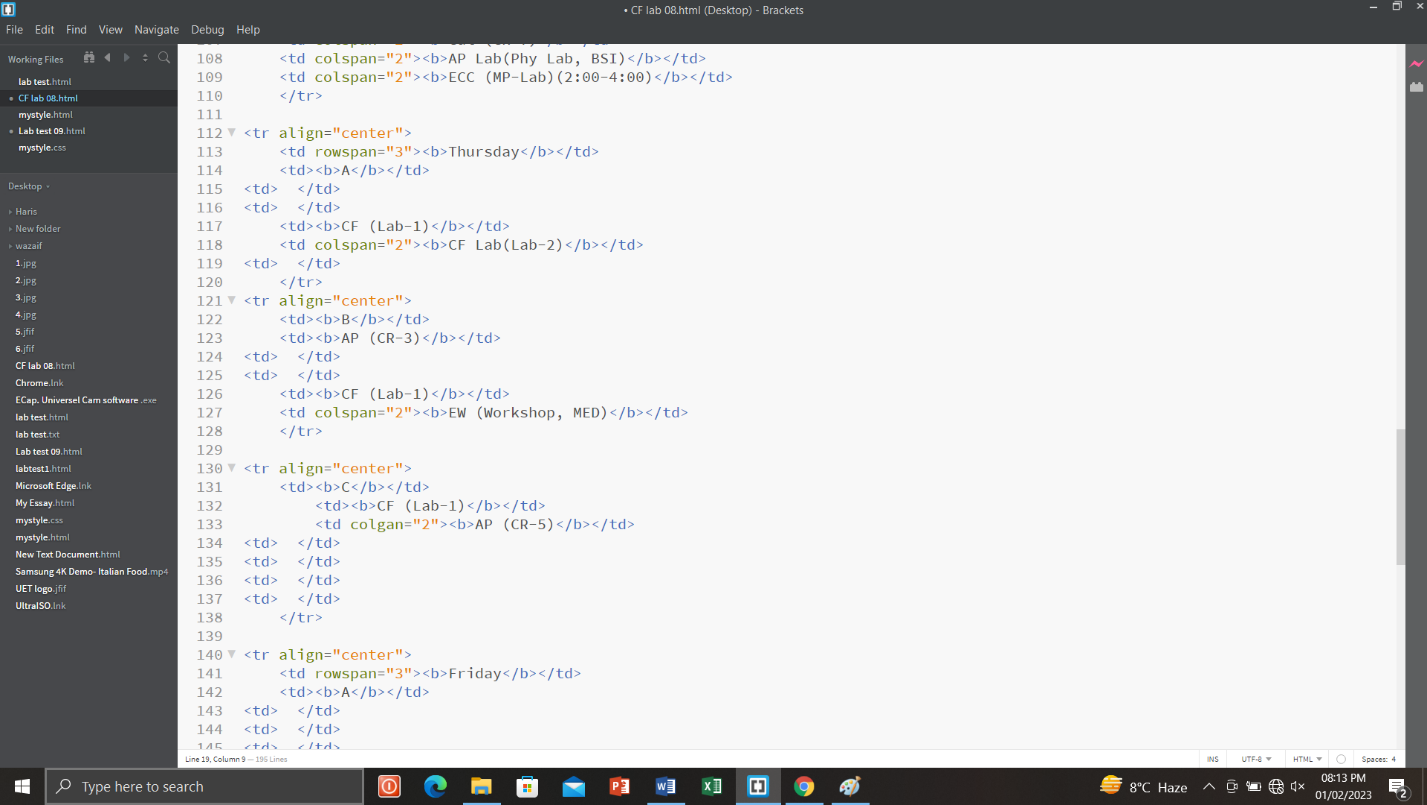 • CF lab 08.html (Desktop) - Brackets
File Edit Find View Navigate Debug Help
Working Files
lab test.html
• CF lab 08.html
mystyle.html
• Lab test 09.html
mystyle.css
Desktop
Haris
New folder
wazaif
1.jpg
2.jpg
3.jpg
4.jpg
5.jfif
6.jfif
CF lab 08.html
Chrome.lnk
ECap. Universel Cam software .exe
lab test.html
lab test.txt
Lab test 09.html
labtest1.html
Microsoft Edge.lnk
My Essay.html
mystyle.css
mystyle.html
New Text Document.html
Samsung 4K Demo- Italian Food.mp4
UET logo.jfif
UltraISO.lnk
108 <td colspan="2"><b>AP Lab(Phy Lab, BSI)</b></td>
109 <td colspan="2"><b>ECC (MP-Lab)(2:00-4:00)</b></td>
110 </tr>
111
112 <tr align="center">
113 <td rowspan="3"><b>Thursday</b></td>
114 <td><b>A</b></td>
115 <td>  </td>
116 <td>  </td>
117 <td><b>CF (Lab-1)</b></td>
118 <td colspan="2"><b>CF Lab(Lab-2)</b></td>
119 <td>  </td>
120 </tr>
121 <tr align="center">
122 <td><b>B</b></td>
123 <td><b>AP (CR-3)</b></td>
124 <td>  </td>
125 <td>  </td>
126 <td><b>CF (Lab-1)</b></td>
127 <td colspan="2"><b>EW (Workshop, MED)</b></td>
128 </tr>
129
130 <tr align="center">
131 <td><b>C</b></td>
132 <td><b>CF (Lab-1)</b></td>
133 <td colgan="2"><b>AP (CR-5)</b></td>
134 <td>  </td>
135 <td>  </td>
136 <td>  </td>
137 <td>  </td>
138 </tr>
139
140 <tr align="center">
141 <td rowspan="3"><b>Friday</b></td>
142 <td><b>A</b></td>
143 <td>  </td>
144 <td>  </td>
145 <td>  </td>
Line 19, Column 9 — 195 Lines
INS UTF-8 HTML Spaces: 4
Type here to search
8°C Haze
08:13 PM
01/02/2023
2